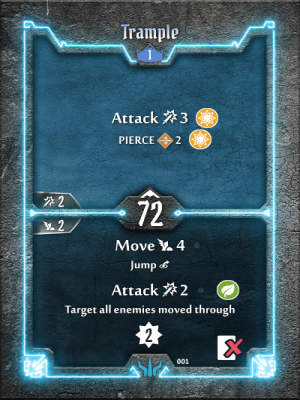 Trample
1
Attack 3
PIERCE 2
2
72
2
Move 4
Jump
Attack 2
Target all enemies moved through
2
001